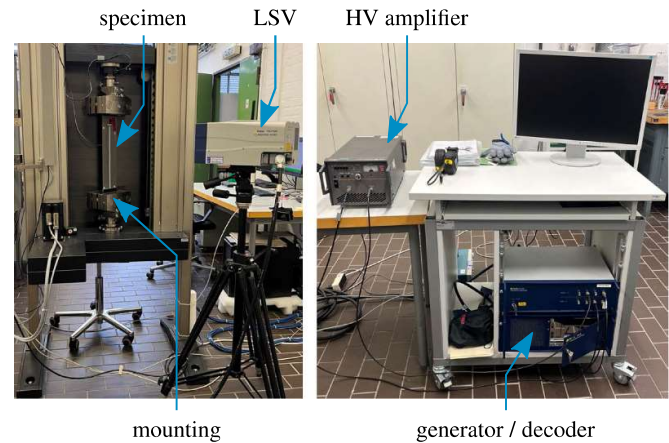 specimen LSV HV amplifier
mounting generator / decoder